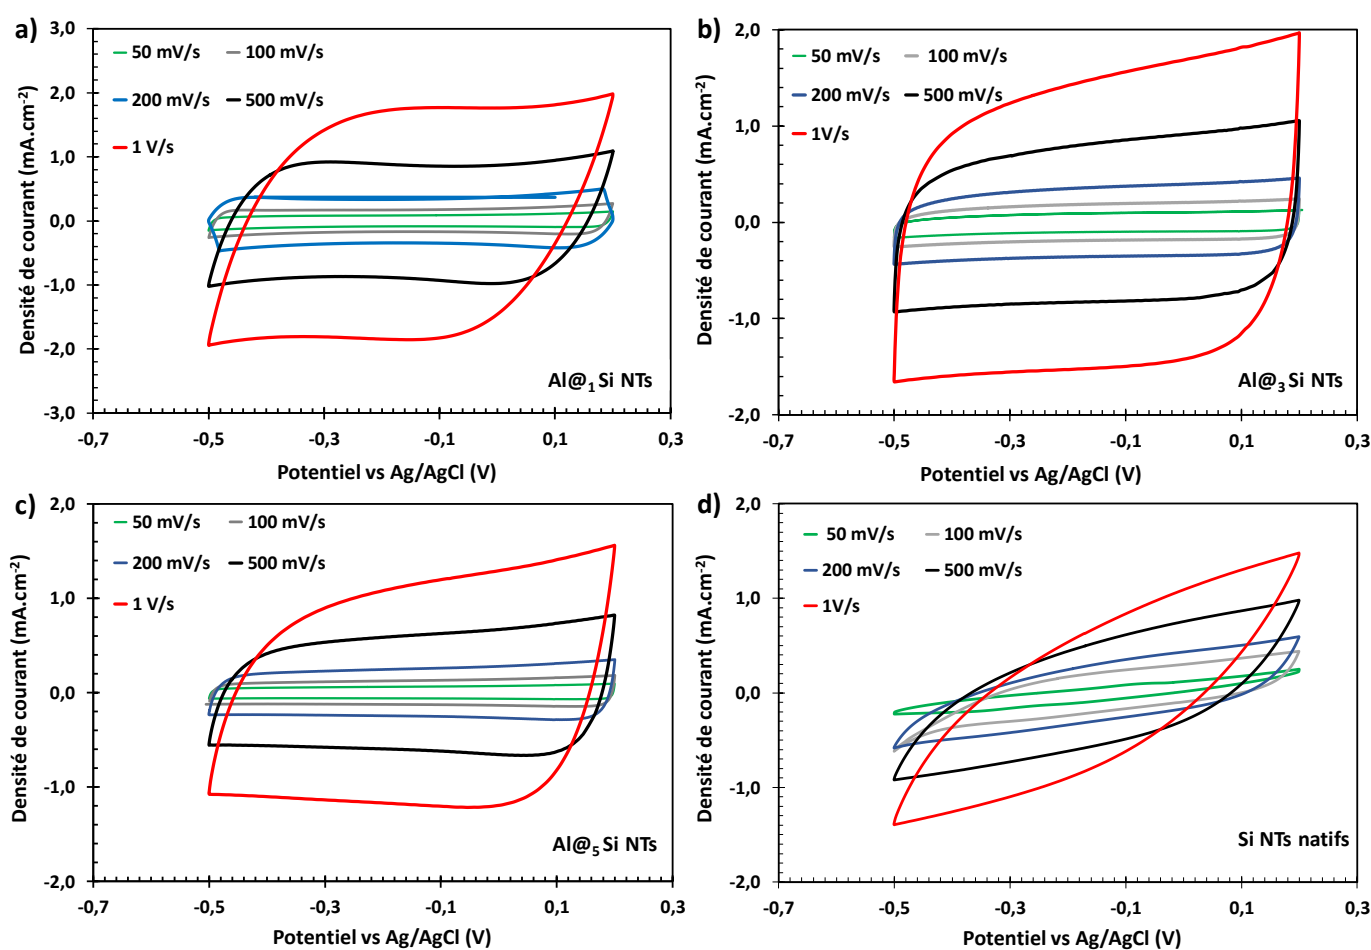 a)
3,0
2,0
1,0
0,0
-1,0
-2,0
-3,0
Densité de courant (mA.cm-2)
50 mV/s 100 mV/s
200 mV/s 500 mV/s
1 V/s
Al@1Si NTs
-0,7 -0,5 -0,3 -0,1 0,1 0,3
Potentiel vs Ag/AgCl (V)
b)
2,0
1,0
0,0
-1,0
-2,0
Densité de courant (mA.cm-2)
50 mV/s 100 mV/s
200 mV/s 500 mV/s
1V/s
Al@3Si NTs
-0,7 -0,5 -0,3 -0,1 0,1 0,3
Potentiel vs Ag/AgCl (V)
c)
2,0
1,0
0,0
-1,0
-2,0
Densité de courant (mA.cm-2)
50 mV/s 100 mV/s
200 mV/s 500 mV/s
1 V/s
Al@5Si NTs
-0,7 -0,5 -0,3 -0,1 0,1 0,3
Potentiel vs Ag/AgCl (V)
d)
2,0
1,0
0,0
-1,0
-2,0
Densité de courant (mA.cm-2)
50 mV/s 100 mV/s
200 mV/s 500 mV/s
1V/s
Si NTs natifs
-0,7 -0,5 -0,3 -0,1 0,1 0,3
Potentiel vs Ag/AgCl (V)